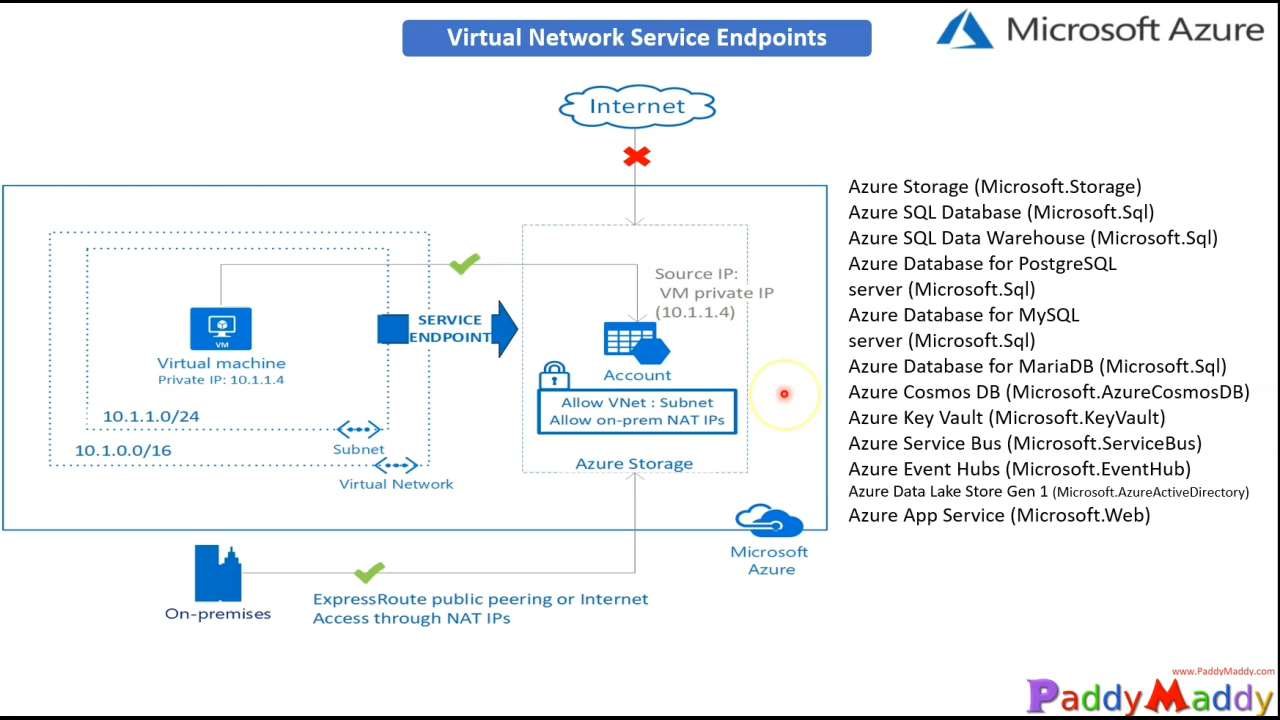 Virtual Network Service Endpoints
Microsoft Azure
Internet
Source IP:
VM private IP
(10.1.1.4)
SERVICE
ENDPOINT
VM
Virtual machine
Private IP: 10.1.1.4
Account
Allow VNet : Subnet
Allow on-prem NAT IPs
10.1.1.0/24
10.1.0.0/16
Subnet
Virtual Network
Azure Storage
Microsoft
Azure
On-premises
ExpressRoute public peering or Internet
Access through NAT IPs
Azure Storage (Microsoft.Storage)
Azure SQL Database (Microsoft.Sql)
Azure SQL Data Warehouse (Microsoft.Sql)
Azure Database for PostgreSQL
server (Microsoft.Sql)
Azure Database for MySQL
server (Microsoft.Sql)
Azure Database for MariaDB (Microsoft.Sql)
Azure Cosmos DB (Microsoft.AzureCosmosDB)
Azure Key Vault (Microsoft.KeyVault)
Azure Service Bus (Microsoft.ServiceBus)
Azure Event Hubs (Microsoft.EventHub)
Azure Data Lake Store Gen 1 (Microsoft.AzureActiveDirectory)
Azure App Service (Microsoft.Web)
www.PaddyMaddy.com
PaddyMaddy